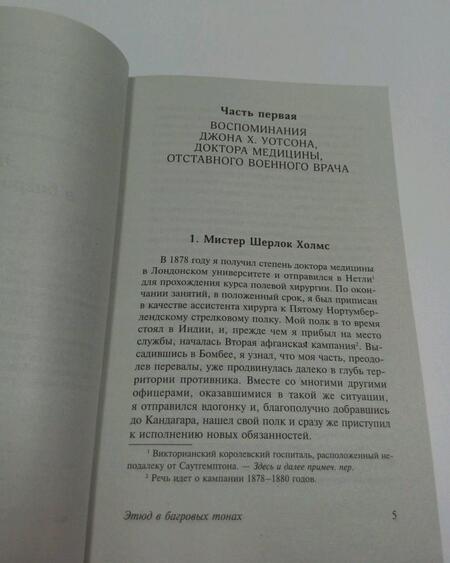 Часть первая
ВОСПОМИНАНИЯ
ДЖОНА Х. УОТСОНА,
ДОКТОРА МЕДИЦИНЫ,
ОТСТАВНОГО ВОЕННОГО ВРАЧА
1. Мистер Шерлок Холмс
В 1878 году я получил степень доктора медицины
в Лондонском университете и отправился в Нетли¹
для прохождения курса полевой хирургии. По окон-
чании занятий, в положенный срок, я был приписан
в качестве ассистента хирурга к Пятому Нортумбер-
лендскому стрелковому полку. Мой полк в то время
стоял в Индии, и, прежде чем я прибыл на место
службы, началась Вторая афганская кампания². Вы-
садившись в Бомбее, я узнал, что моя часть, преодо-
лев перевалы, уже продвинулась далеко в глубь тер-
ритории противника. Вместе со многими другими
офицерами, оказавшимися в такой же ситуации,
я отправился вдогонку и, благополучно добравшись
до Кандагара, нашел свой полк и сразу же приступил
к исполнению новых обязанностей.
¹ Викторианский королевский госпиталь, расположенный не-
подалеку от Саутгемптона. — Здесь и далее примеч. пер.
² Речь идет о кампании 1878–1880 годов.
Этюд в багровых тонах 5